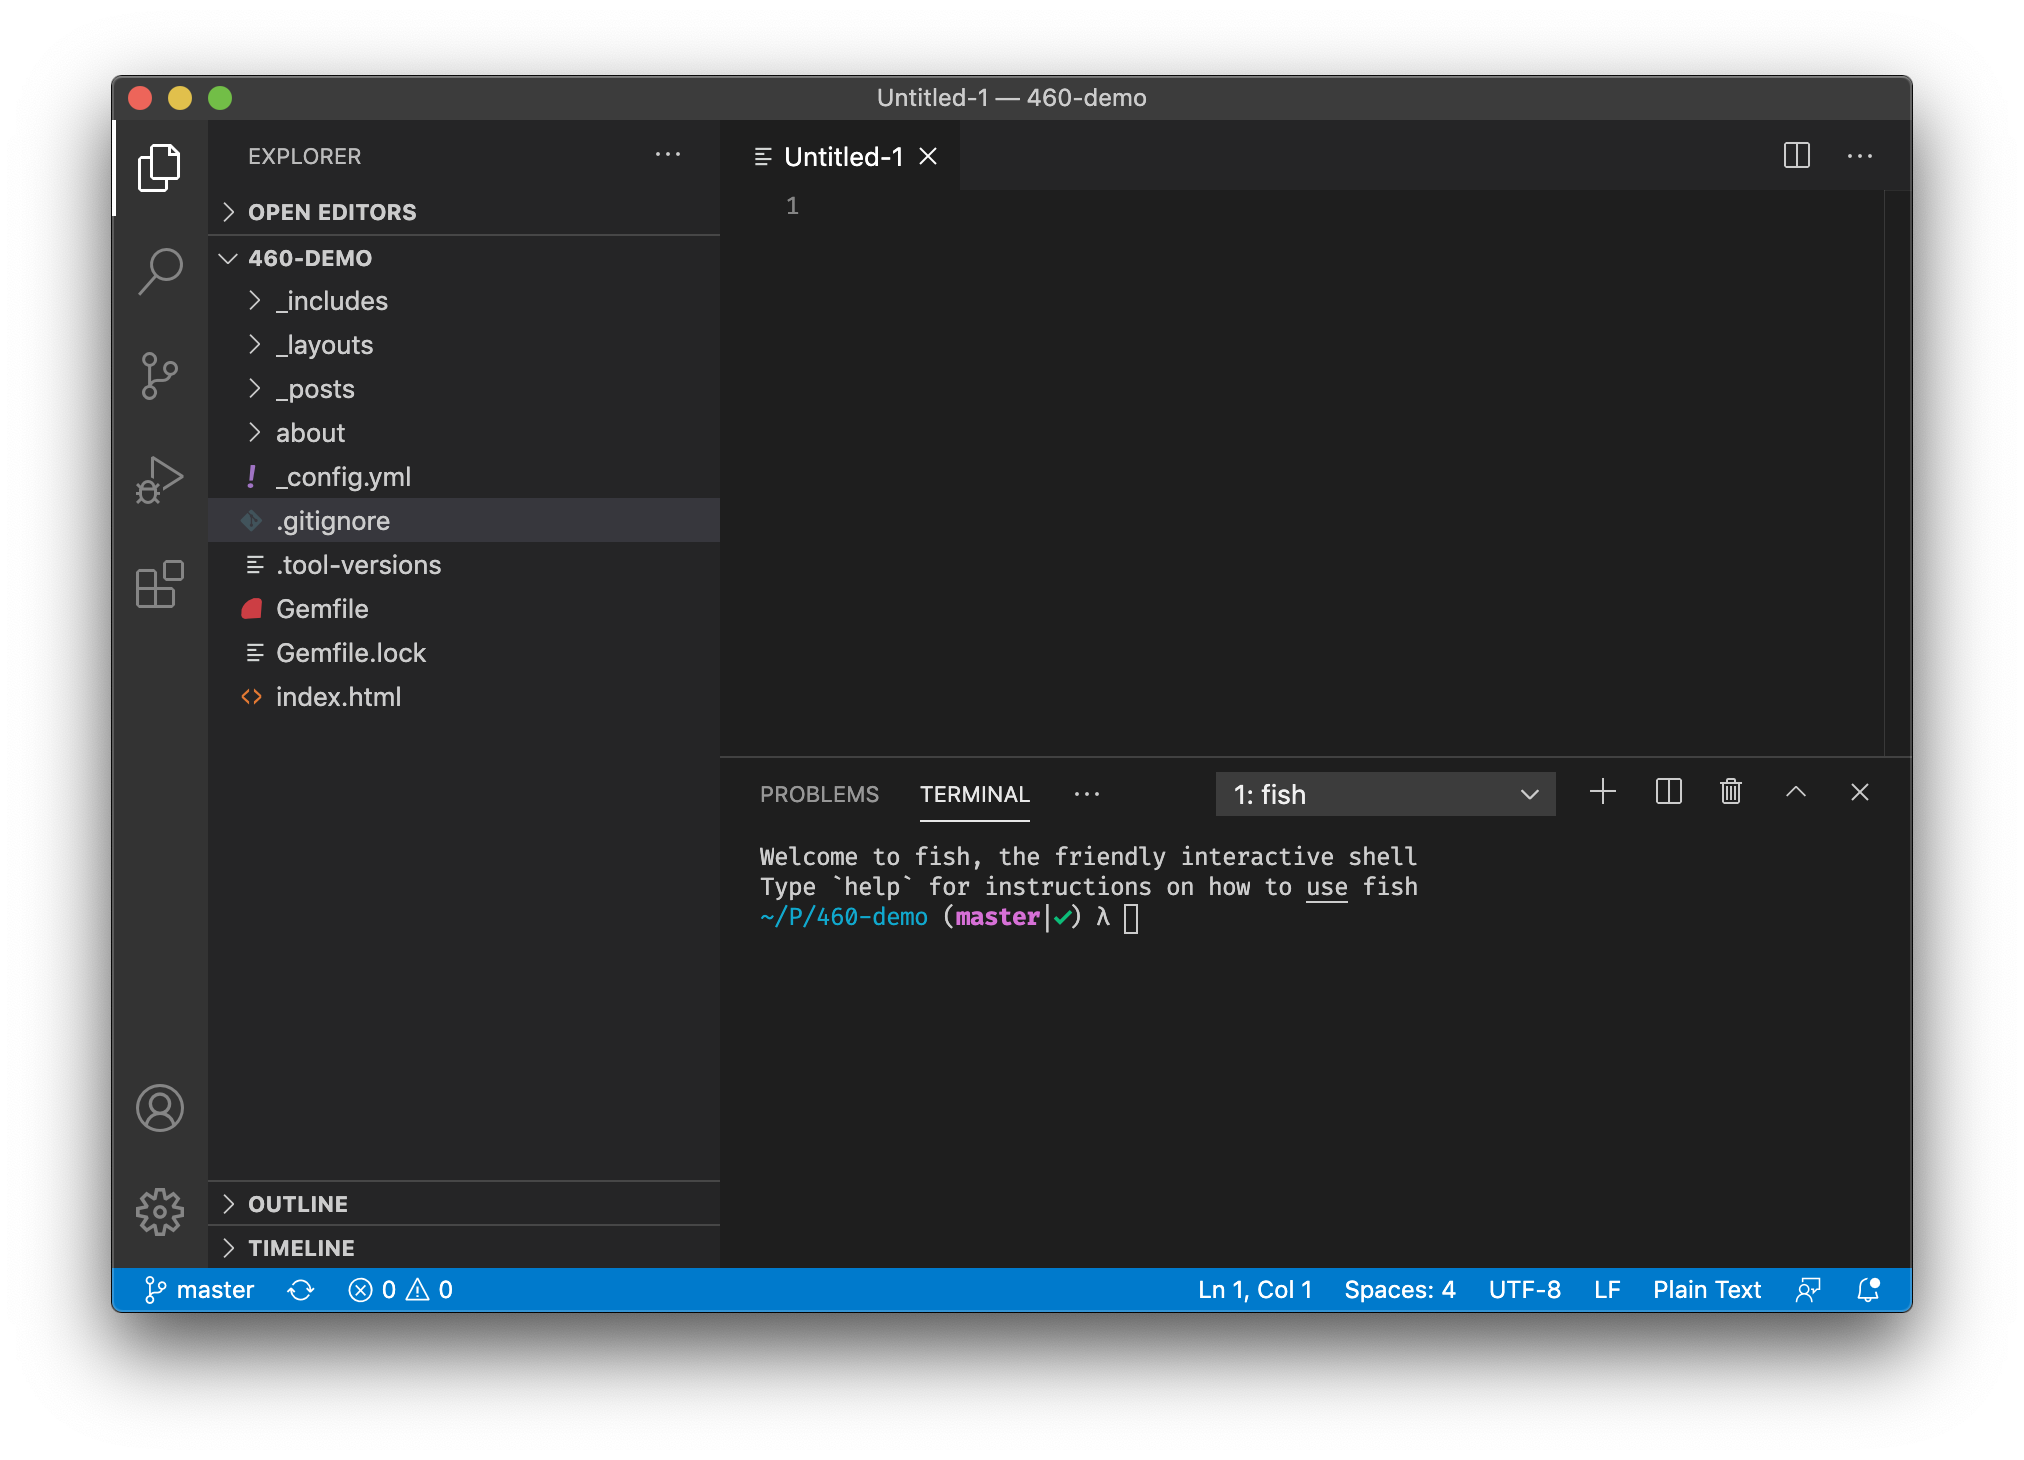 Untitled-1 — 460-demo
EXPLORER
OPEN EDITORS
460-DEMO
_includes
_layouts
_posts
about
_config.yml
.gitignore
.tool-versions
Gemfile
Gemfile.lock
index.html
OUTLINE
TIMELINE
Untitled-1
1
PROBLEMS TERMINAL 1: fish
Welcome to fish, the friendly interactive shell
Type `help` for instructions on how to use fish
~/P/460-demo (master|✔) λ
master 0 0 Ln 1, Col 1 Spaces: 4 UTF-8 LF Plain Text